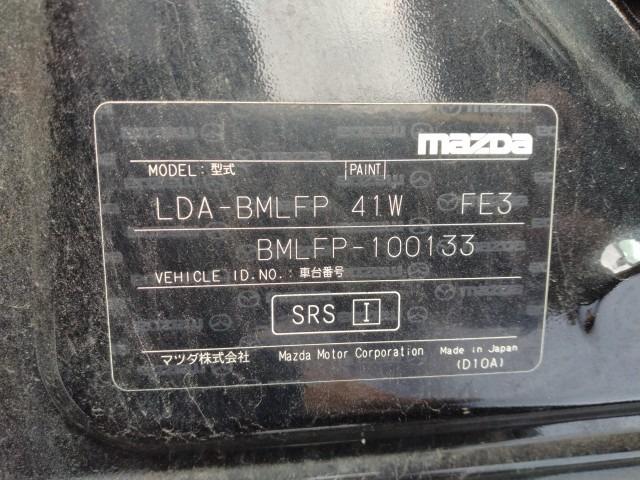 mazda
MODEL: 型式 PAINT
LDA-BMLFP 41W FE3
BMLFP-100133
VEHICLE ID.NO.: 車台番号
SRS I
マツダ株式会社 Mazda Motor Corporation Made in Japan
(D10A)